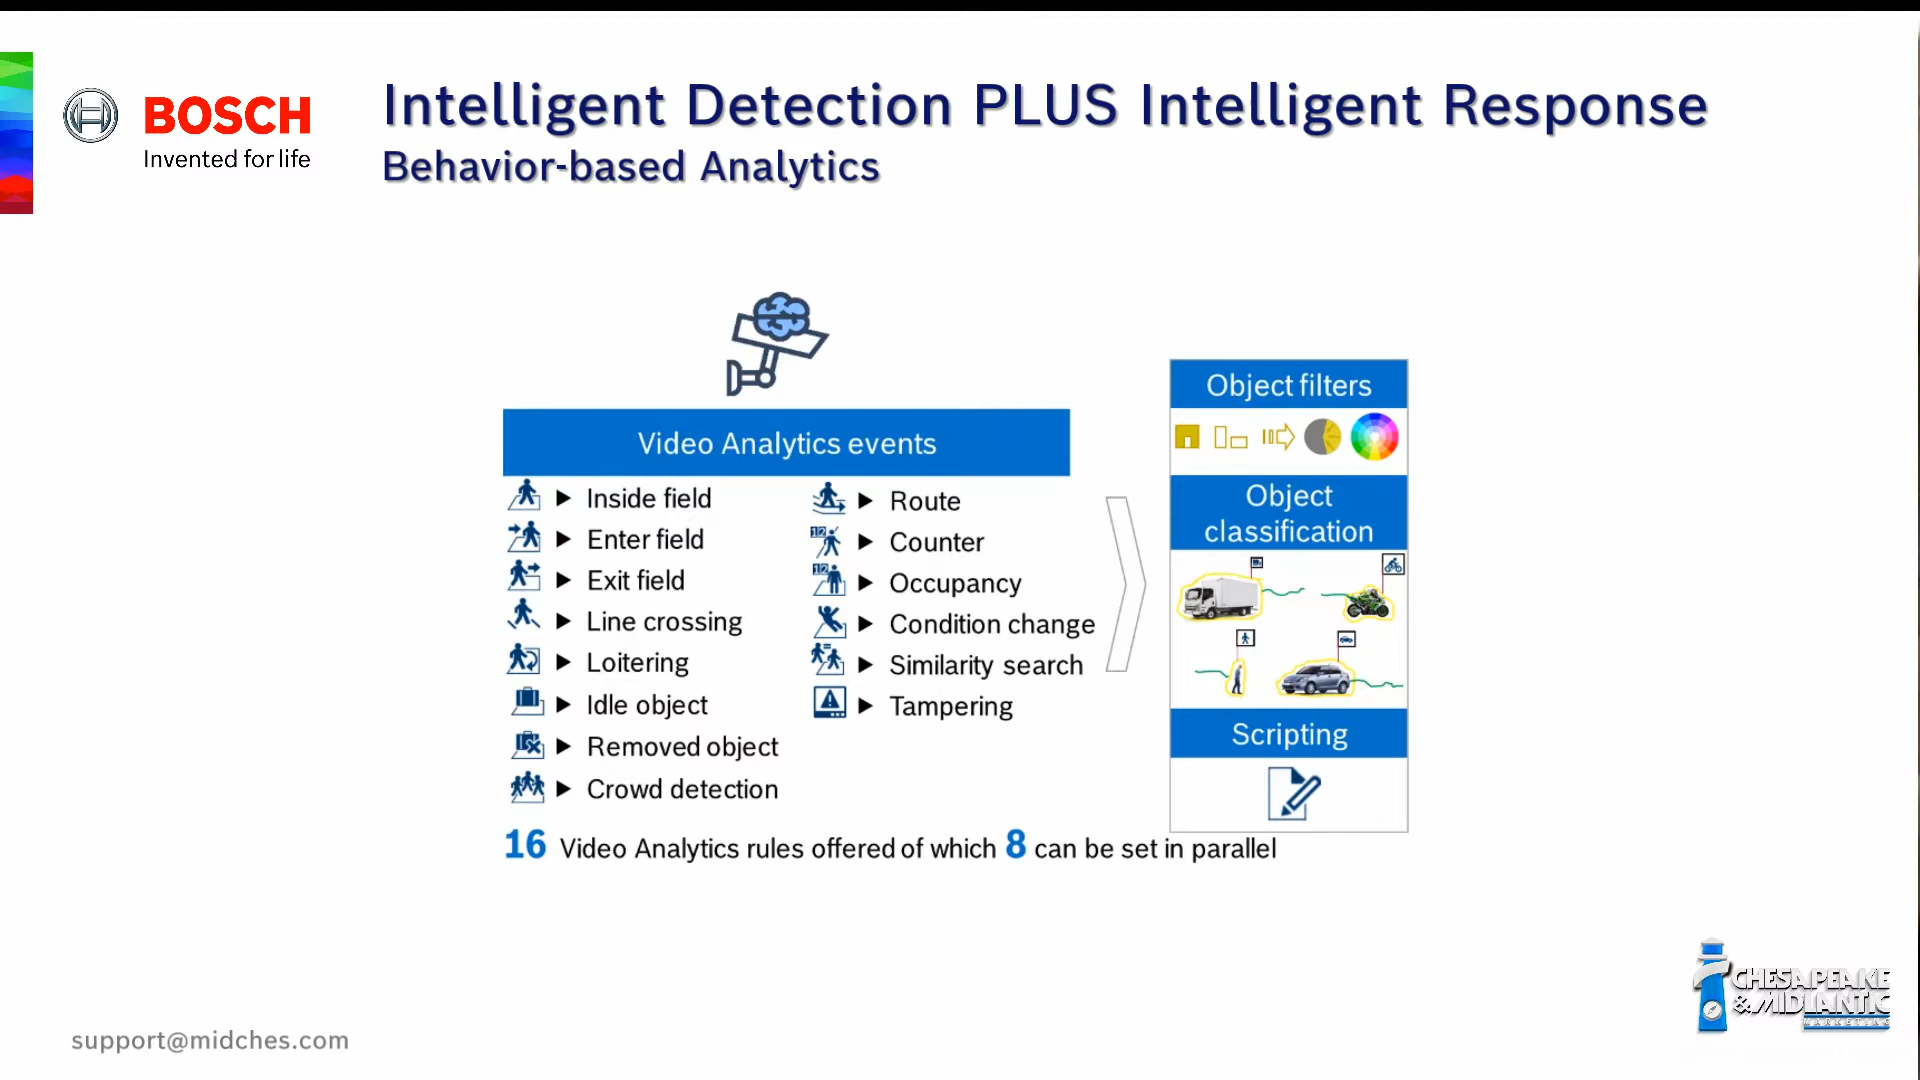 BOSCH
Invented for life
Intelligent Detection PLUS Intelligent Response
Behavior-based Analytics
Video Analytics events
Inside field
Enter field
Exit field
Line crossing
Loitering
Idle object
Removed object
Crowd detection
Route
Counter
Occupancy
Condition change
Similarity search
Tampering
Object filters
Object
classification
Scripting
16 Video Analytics rules offered of which 8 can be set in parallel
support@midches.com
CHESAPEAKE
& MIDLANTIC
MARKETING